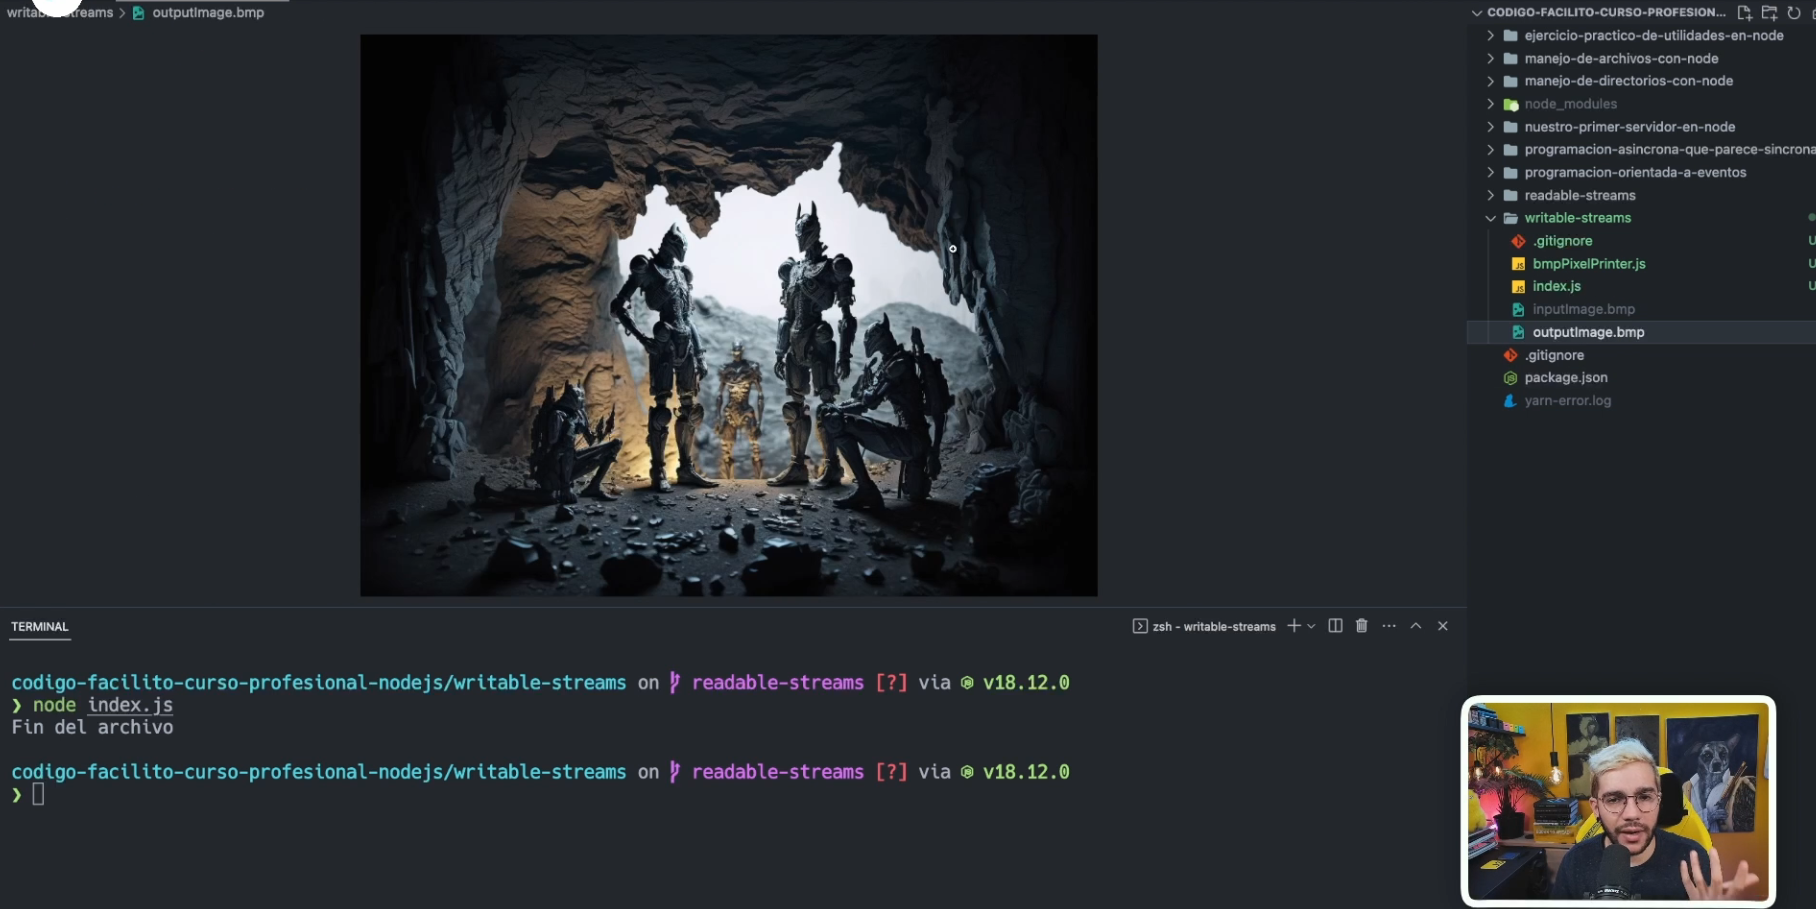 outputImage.bmp
CODIGO-FACILITO-CURSO-PROFESION...
ejercicio-practico-de-utilidades-en-node
manejo-de-archivos-con-node
manejo-de-directorios-con-node
node_modules
nuestro-primer-servidor-en-node
programacion-asincrona-que-parece-sincrona
programacion-orientada-a-eventos
readable-streams
writable-streams
.gitignore
U
bmpPixelPrinter.js
U
index.js
U
inputImage.bmp
outputImage.bmp
.gitignore
package.json
yarn-error.log
TERMINAL
zsh - writable-streams
codigo-facilito-curso-profesional-nodejs/writable-streams on readable-streams [?] via v18.12.0
❯ node index.js
Fin del archivo
codigo-facilito-curso-profesional-nodejs/writable-streams on readable-streams [?] via v18.12.0
❯